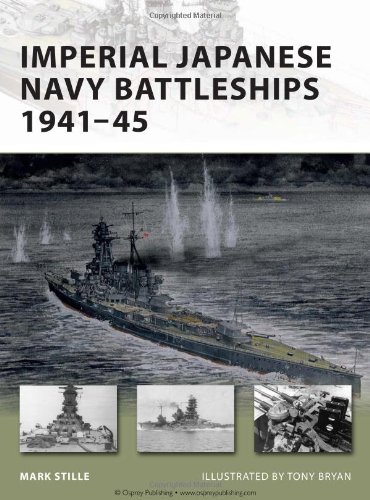 Copyrighted Material
IMPERIAL JAPANESE
NAVY BATTLESHIPS
1941–45
MARK STILLE
ILLUSTRATED BY TONY BRYAN
© Osprey Publishing • www.ospreypublishing.com